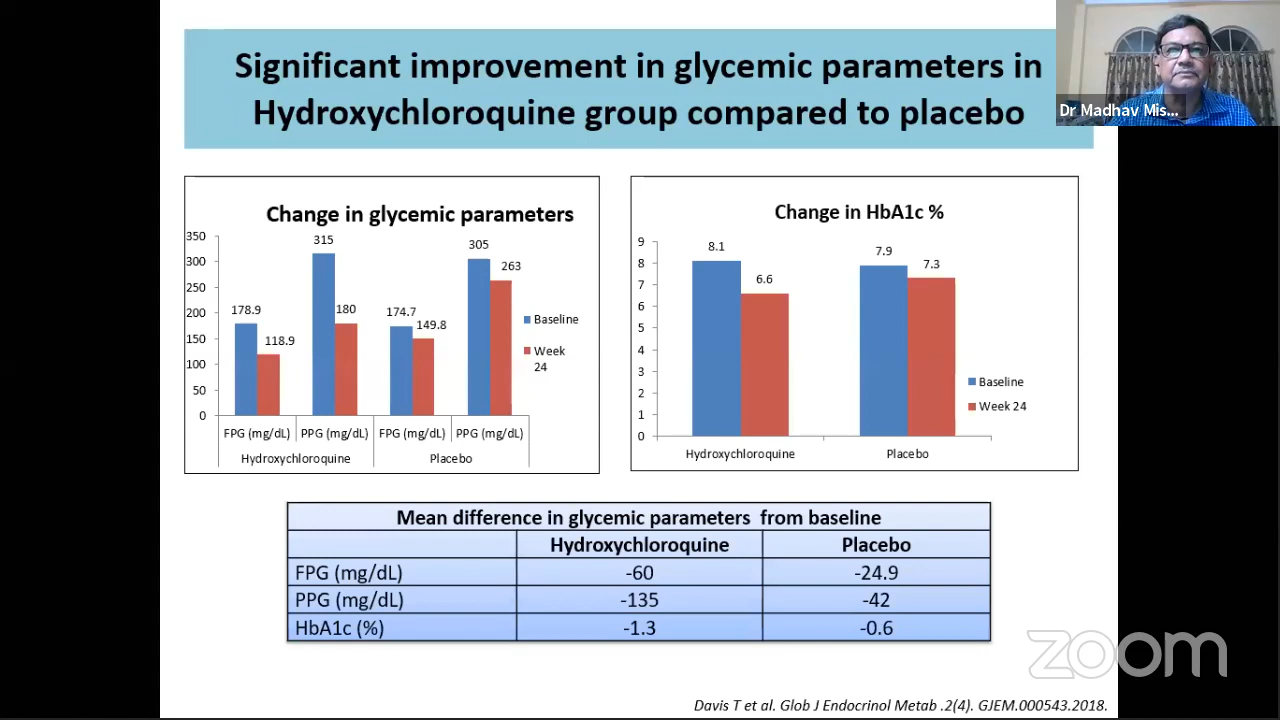 Significant improvement in glycemic parameters in
Hydroxychloroquine group compared to placebo
Dr Madhav Mis...
Change in glycemic parameters
350
300
250
200
150
100
50
0
178.9
118.9
315
180
174.7
149.8
305
263
Baseline
Week
24
FPG (mg/dL) PPG (mg/dL) FPG (mg/dL) PPG (mg/dL)
Hydroxychloroquine Placebo
Change in HbA1c %
9
8
7
6
5
4
3
2
1
0
8.1
6.6
7.9
7.3
Baseline
Week 24
Hydroxychloroquine Placebo
Mean difference in glycemic parameters from baseline
Hydroxychloroquine Placebo
FPG (mg/dL) -60 -24.9
PPG (mg/dL) -135 -42
HbA1c (%) -1.3 -0.6
zoom
Davis T et al. Glob J Endocrinol Metab .2(4). GJEM.000543.2018.